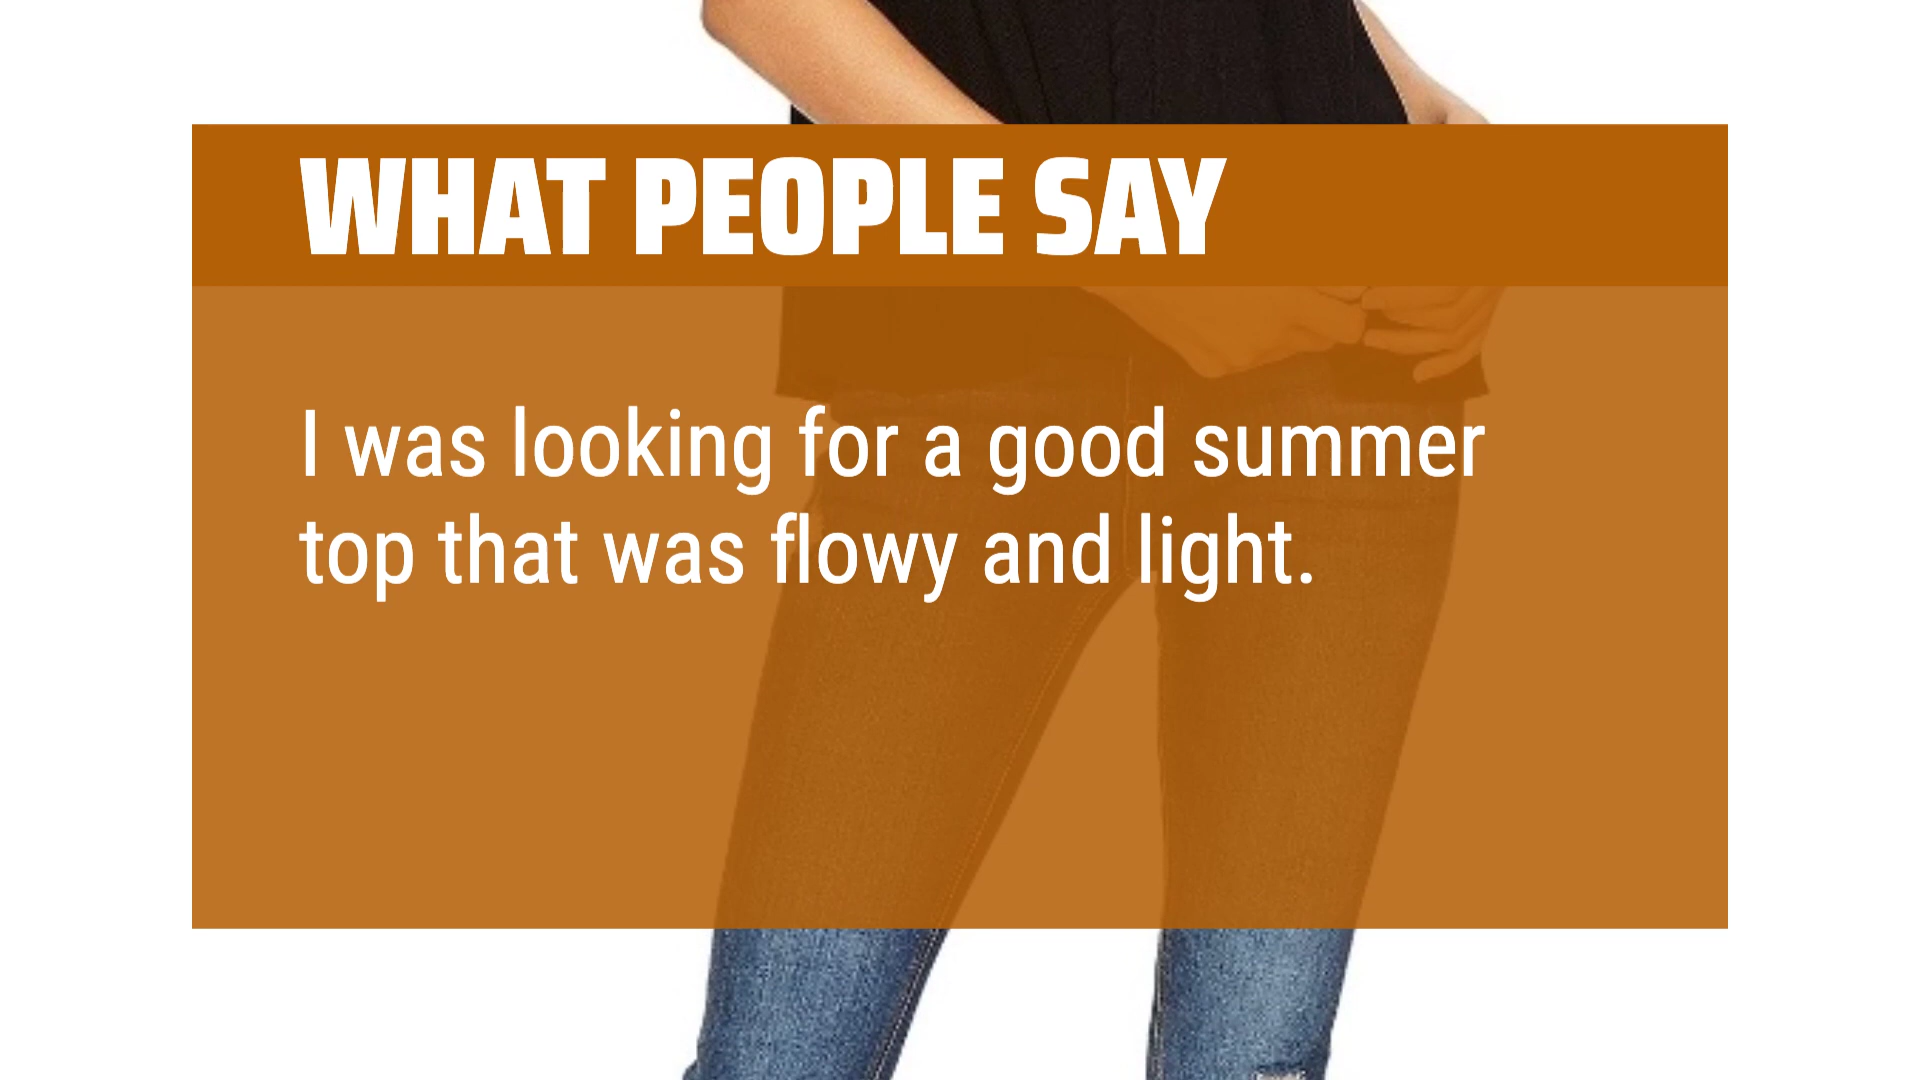 WHAT PEOPLE SAY
I was looking for a good summer
top that was flowy and light.